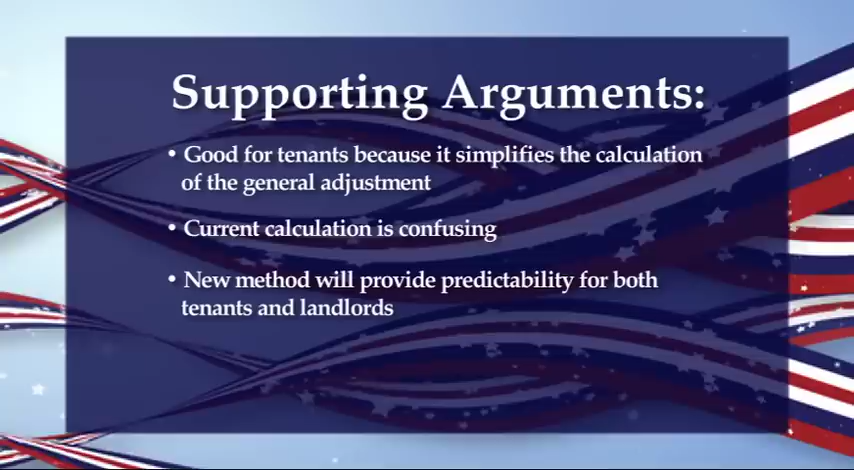 Supporting Arguments:
• Good for tenants because it simplifies the calculation
of the general adjustment
• Current calculation is confusing
• New method will provide predictability for both
tenants and landlords